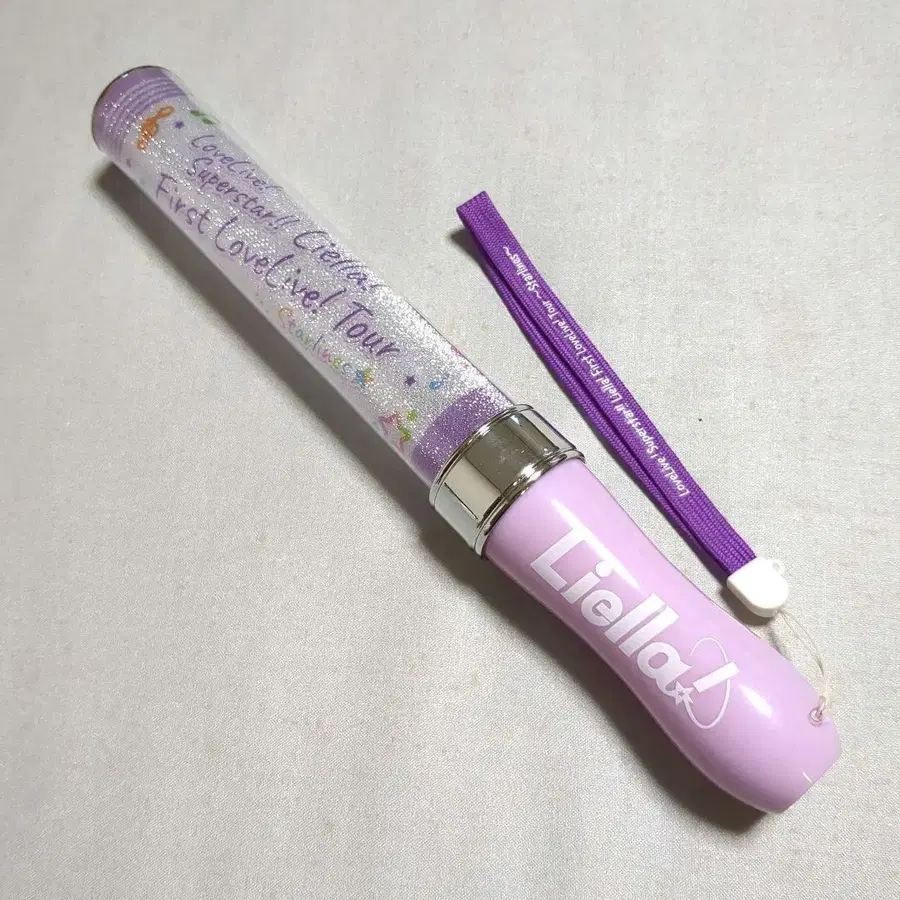 LoveLive!
Superstar!! Liella!
First LoveLive! Tour
Starlines
Liella!
LoveLive! Superstar!! Liella! First LoveLive! Tour ~Starlines~